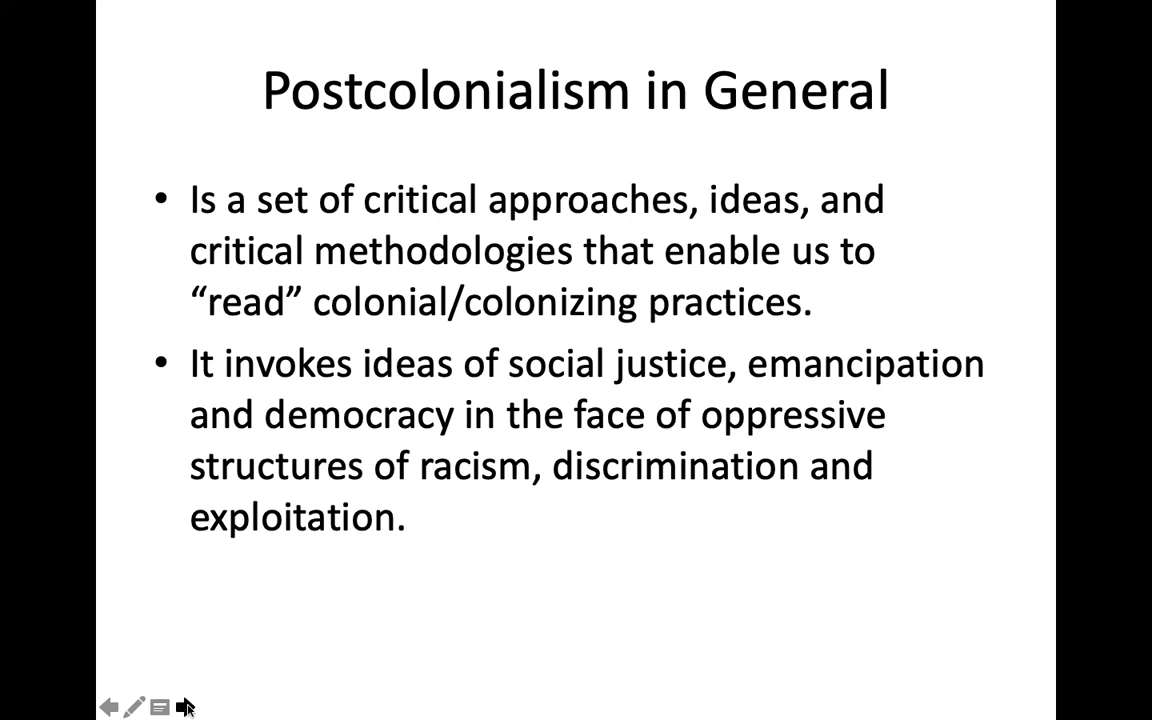 Postcolonialism in General
• Is a set of critical approaches, ideas, and
critical methodologies that enable us to
“read” colonial/colonizing practices.
• It invokes ideas of social justice, emancipation
and democracy in the face of oppressive
structures of racism, discrimination and
exploitation.